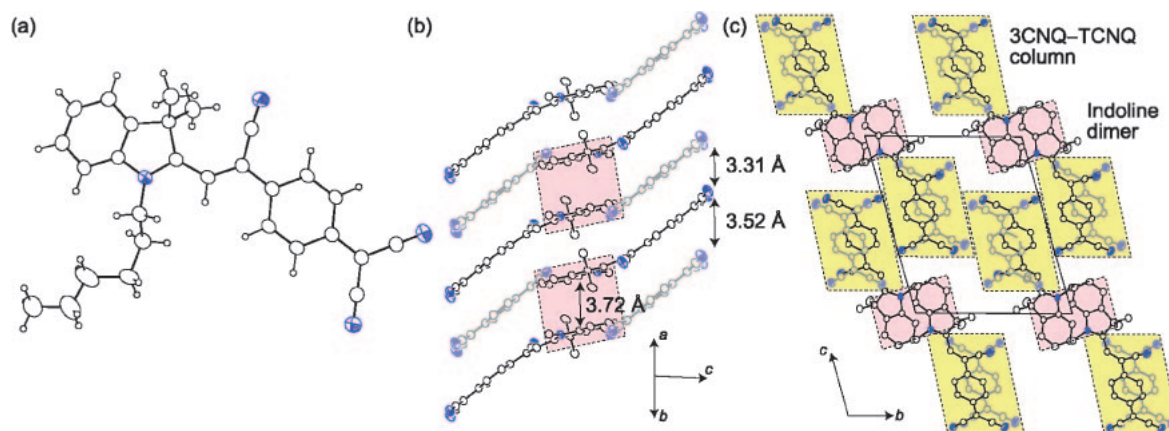 (a)
(b)
3.31 Å
3.52 Å
3.72 Å
a
c
b
(c)
3CNQ–TCNQ
column
Indoline
dimer
c
b